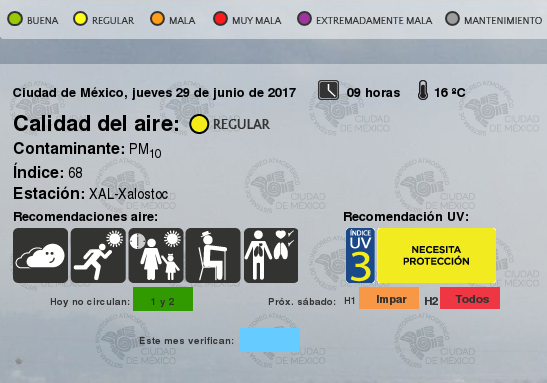 BUENA REGULAR MALA MUY MALA EXTREMADAMENTE MALA MANTENIMIENTO
Ciudad de México, jueves 29 de junio de 2017 09 horas 16 ºC
Calidad del aire: REGULAR
Contaminante: PM10
Índice: 68
Estación: XAL-Xalostoc
Recomendaciones aire: Recomendación UV:
ÍNDICE
UV
3
NECESITA
PROTECCIÓN
Hoy no circulan: 1 y 2 Próx. sábado: H1 Impar H2 Todos
Este mes verifican:
CIUDAD
DE MÉXICO